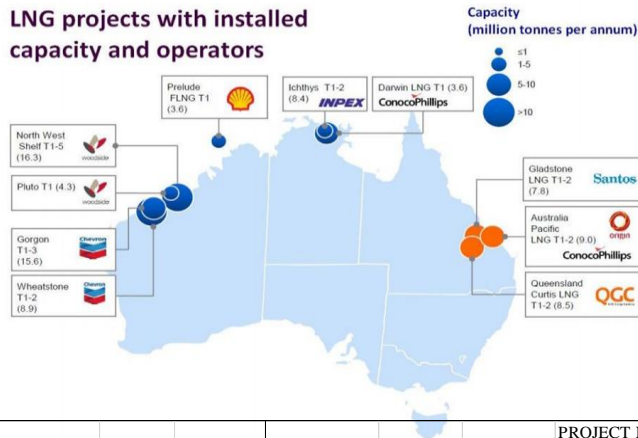 LNG projects with installed
capacity and operators
Capacity
(million tonnes per annum)
≤1
1-5
5-10
>10
Prelude
FLNG T1
(3.6)
Ichthys T1-2
(8.4)
INPEX
Darwin LNG T1 (3.6)
ConocoPhillips
North West
Shelf T1-5
(16.3)
woodside
Pluto T1 (4.3)
woodside
Gorgon
T1-3
(15.6)
Chevron
Wheatstone
T1-2
(8.9)
Chevron
Gladstone
LNG T1-2
(7.8)
Santos
Australia
Pacific
LNG T1-2 (9.0)
origin
ConocoPhillips
Queensland
Curtis LNG
T1-2 (8.5)
QGC
PROJECT